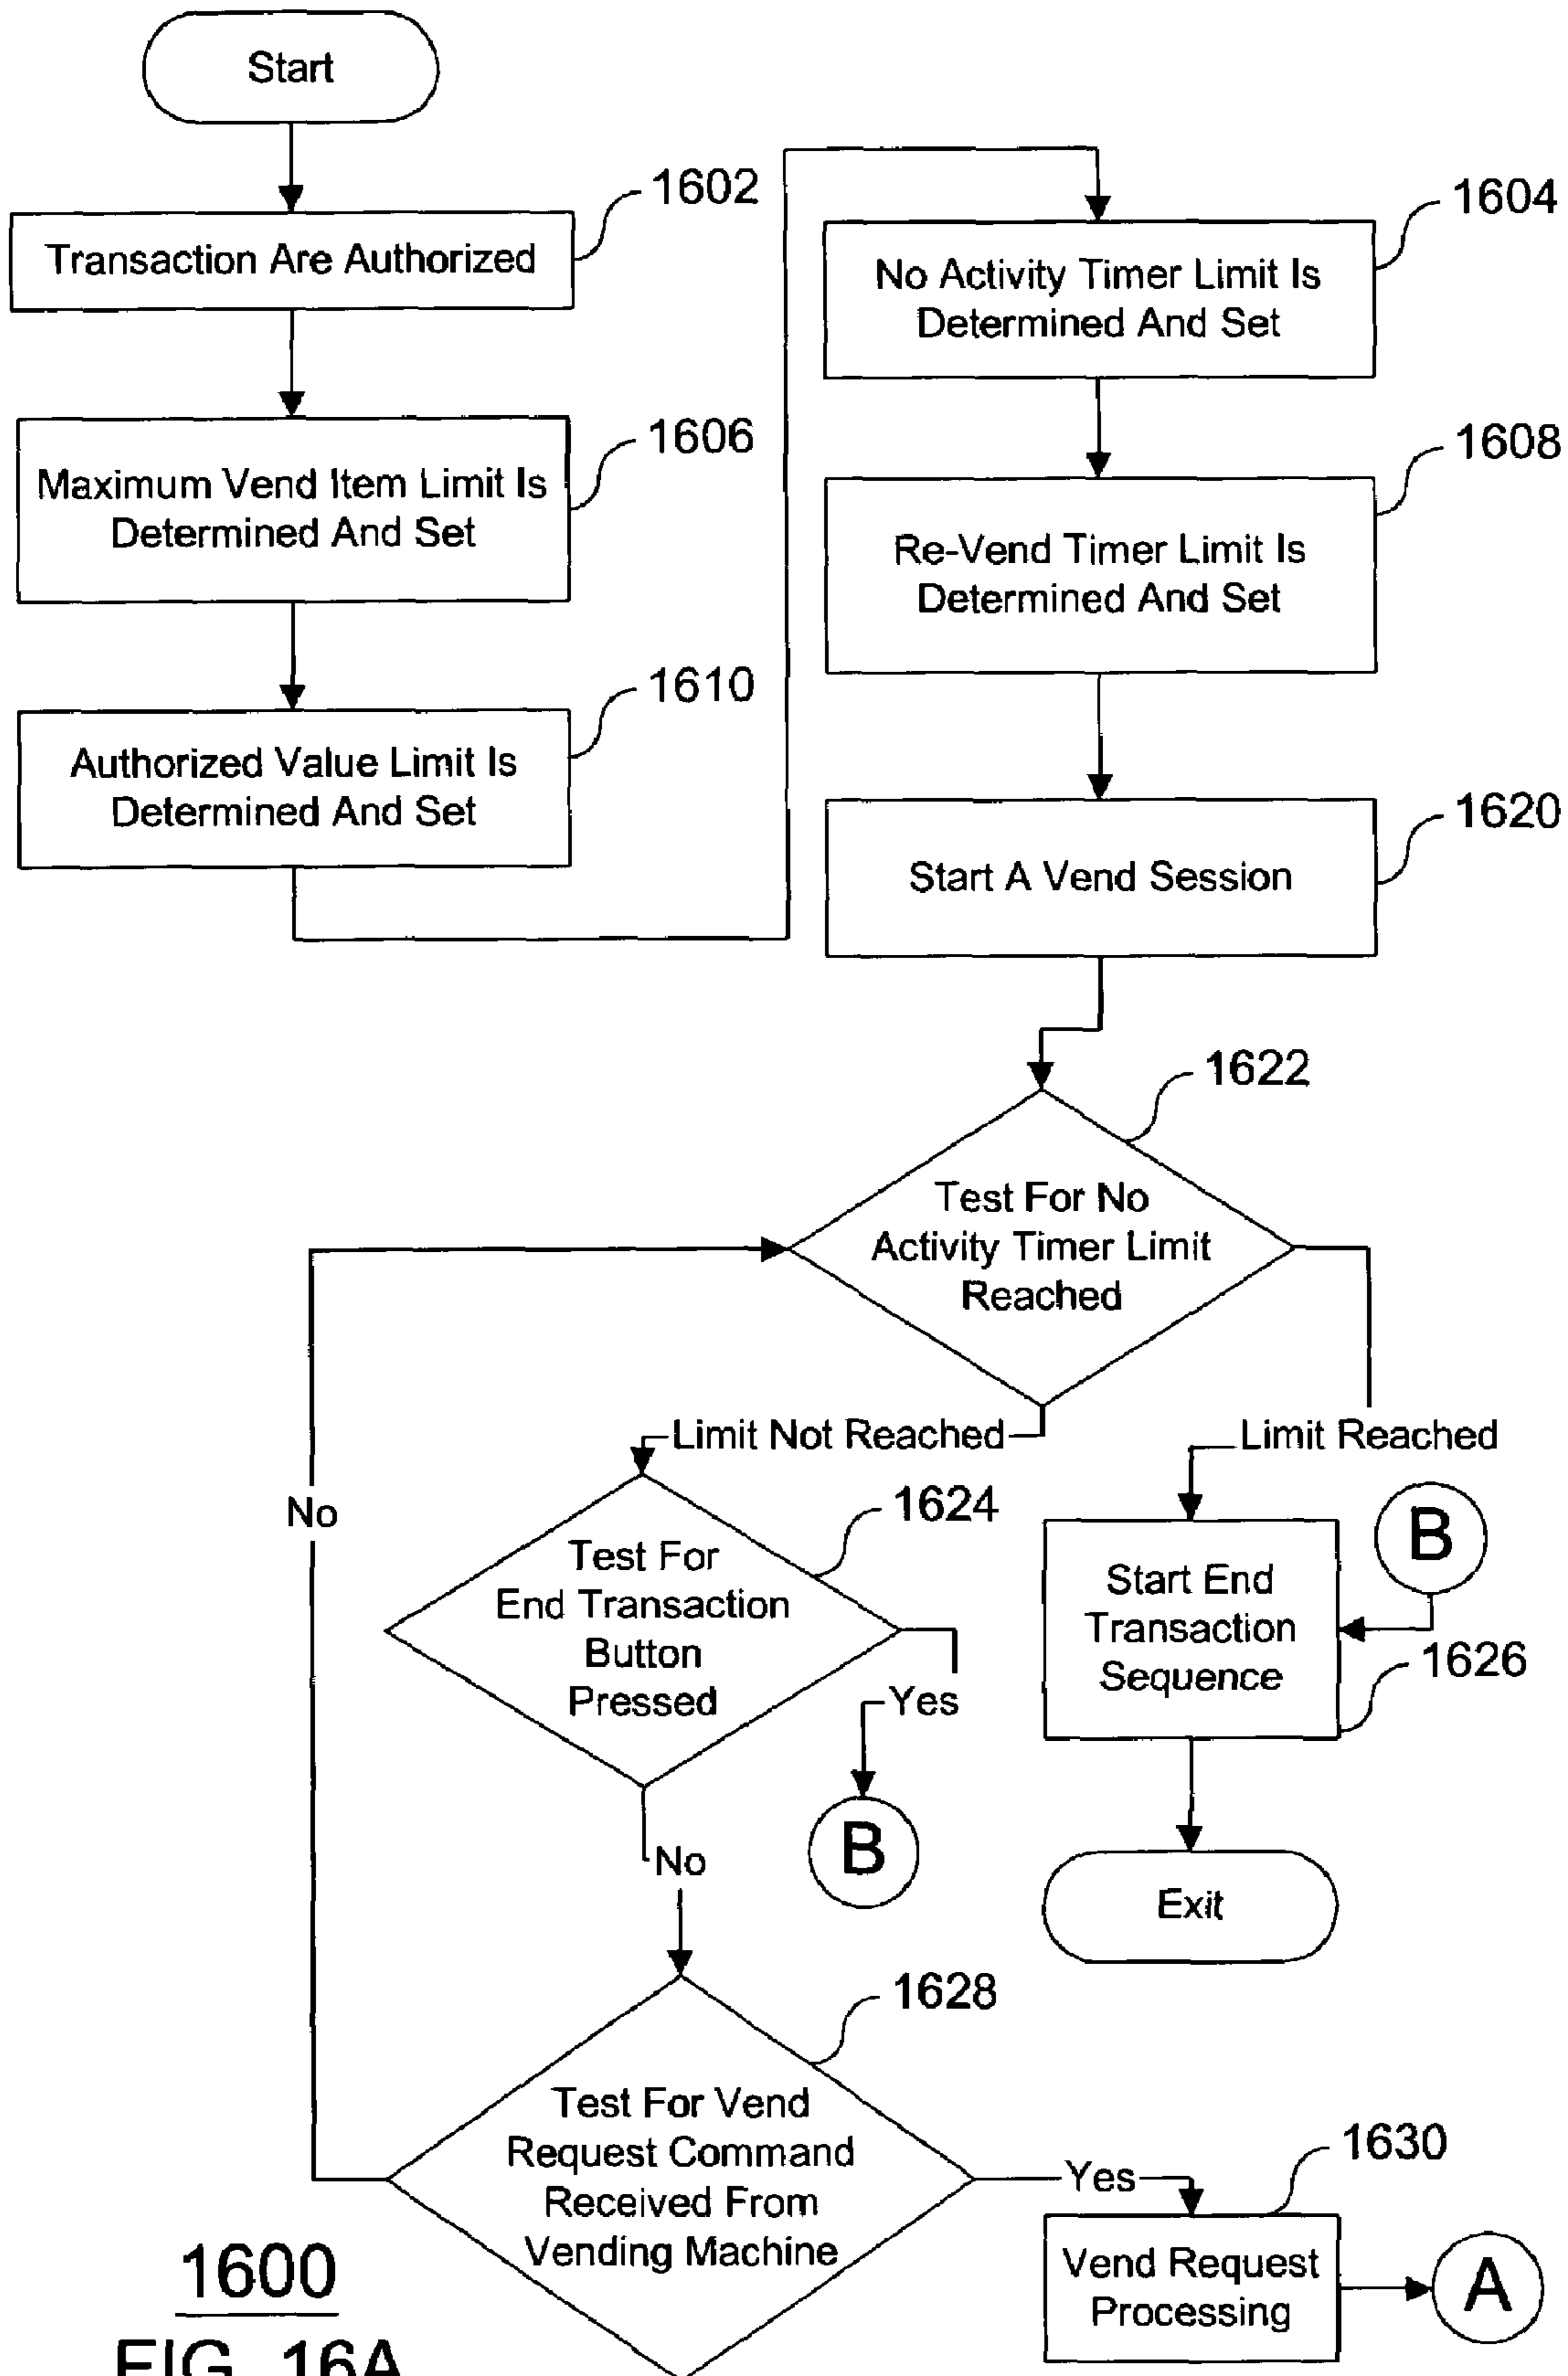 Start
1602
Transaction Are Authorized
1606
Maximum Vend Item Limit Is
Determined And Set
1610
Authorized Value Limit Is
Determined And Set
1604
No Activity Timer Limit Is
Determined And Set
1608
Re-Vend Timer Limit Is
Determined And Set
1620
Start A Vend Session
1622
Test For No
Activity Timer Limit
Reached
Limit Not Reached
Limit Reached
No
1624
Test For
End Transaction
Button
Pressed
Yes
B
No
B
Start End
Transaction
Sequence
1626
Exit
1628
Test For Vend
Request Command
Received From
Vending Machine
Yes
1630
Vend Request
Processing
A
1600
FIG. 16A